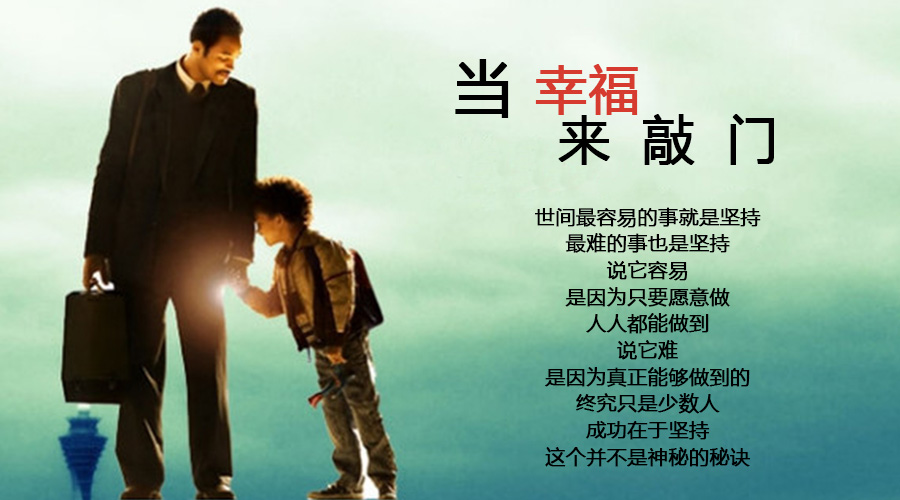 当 幸福
来 敲 门
世间最容易的事就是坚持
最难的事也是坚持
说它容易
是因为只要愿意做
人人都能做到
说它难
是因为真正能够做到的
终究只是少数人
成功在于坚持
这个并不是神秘的秘诀